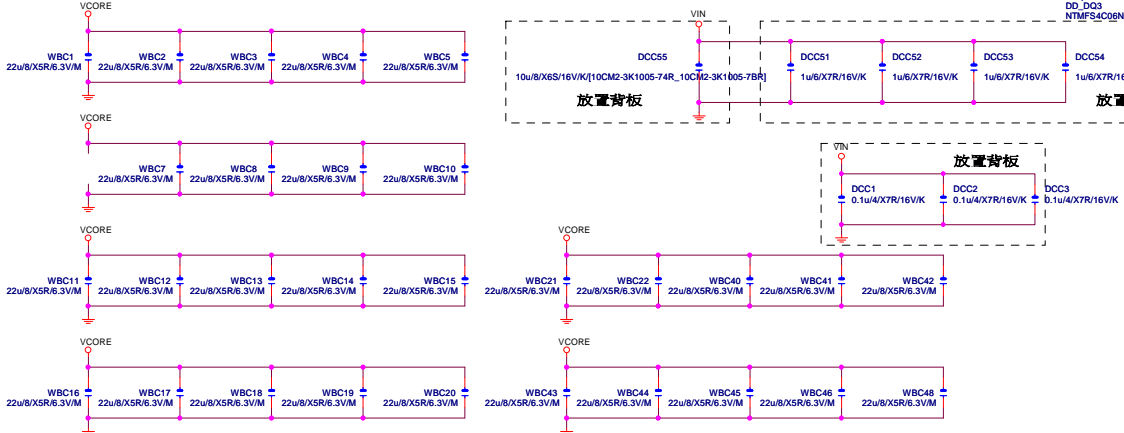 DD_DQ3
NTMFS4C06N
VCORE
WBC1
22u/8/X5R/6.3V/M
WBC2
22u/8/X5R/6.3V/M
WBC3
22u/8/X5R/6.3V/M
WBC4
22u/8/X5R/6.3V/M
WBC5
22u/8/X5R/6.3V/M
VIN
DCC55
10u/8/X6S/16V/K/[10CM2-3K1005-74R_10CM2-3K1005-7BR]
放置背板
DCC51
1u/6/X7R/16V/K
DCC52
1u/6/X7R/16V/K
DCC53
1u/6/X7R/16V/K
DCC54
1u/6/X7R/16
放置
VCORE
WBC7
22u/8/X5R/6.3V/M
WBC8
22u/8/X5R/6.3V/M
WBC9
22u/8/X5R/6.3V/M
WBC10
22u/8/X5R/6.3V/M
VIN
放置背板
DCC1
0.1u/4/X7R/16V/K
DCC2
0.1u/4/X7R/16V/K
DCC3
0.1u/4/X7R/16V/K
VCORE
WBC11
22u/8/X5R/6.3V/M
WBC12
22u/8/X5R/6.3V/M
WBC13
22u/8/X5R/6.3V/M
WBC14
22u/8/X5R/6.3V/M
WBC15
22u/8/X5R/6.3V/M
VCORE
WBC21
22u/8/X5R/6.3V/M
WBC22
22u/8/X5R/6.3V/M
WBC40
22u/8/X5R/6.3V/M
WBC41
22u/8/X5R/6.3V/M
WBC42
22u/8/X5R/6.3V/M
VCORE
WBC16
22u/8/X5R/6.3V/M
WBC17
22u/8/X5R/6.3V/M
WBC18
22u/8/X5R/6.3V/M
WBC19
22u/8/X5R/6.3V/M
WBC20
22u/8/X5R/6.3V/M
VCORE
WBC43
22u/8/X5R/6.3V/M
WBC44
22u/8/X5R/6.3V/M
WBC45
22u/8/X5R/6.3V/M
WBC46
22u/8/X5R/6.3V/M
WBC48
22u/8/X5R/6.3V/M